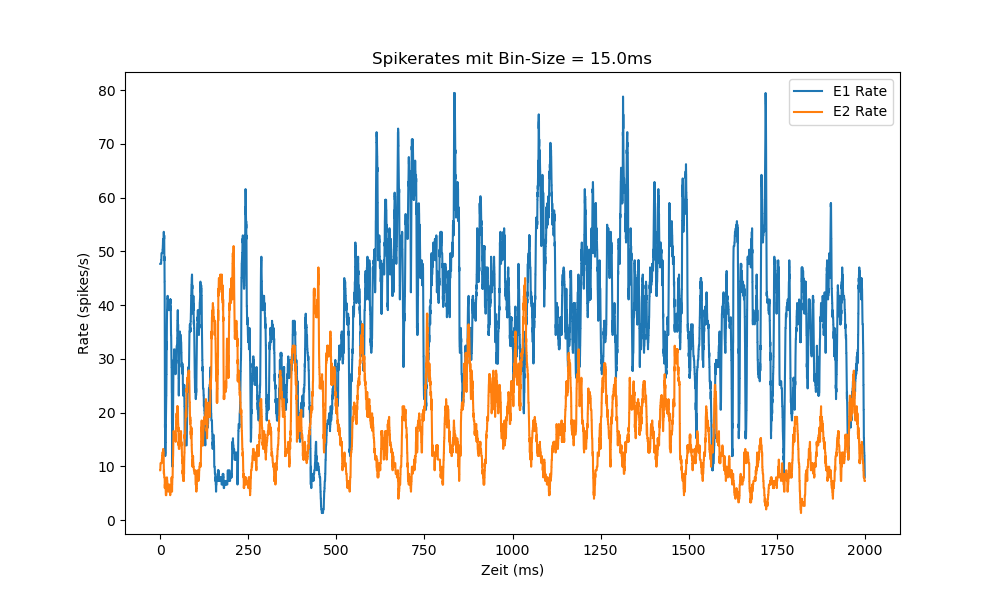 Spikerates mit Bin-Size = 15.0ms
E1 Rate
E2 Rate
80
70
60
50
40
30
20
10
0
Rate (spikes/s)
0 250 500 750 1000 1250 1500 1750 2000
Zeit (ms)